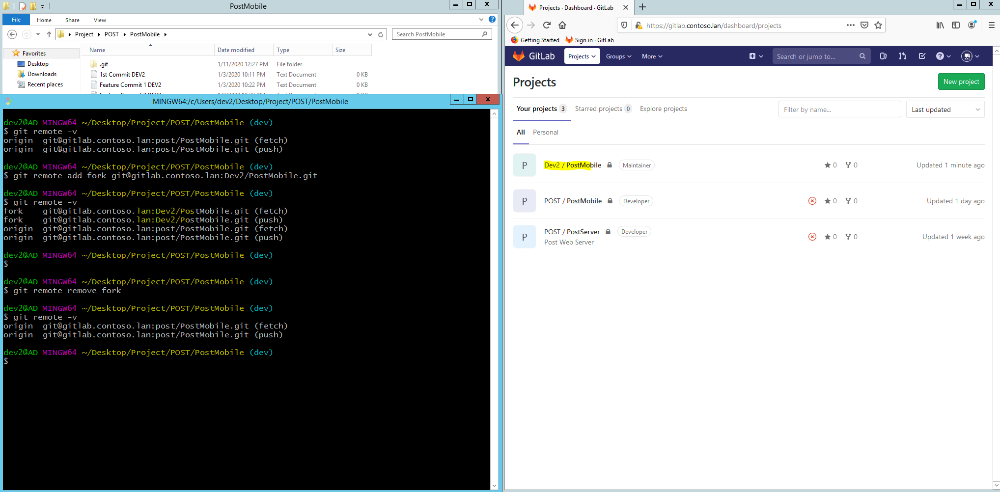 PostMobile
File Home Share View
Project POST PostMobile
Search PostMobile
Name Date modified Type Size
Favorites
Desktop
Downloads
Recent places
.git 1/11/2020 12:27 PM File folder
1st Commit DEV2 1/3/2020 10:11 PM Text Document 0 KB
Feature Commit 1 DEV2 1/3/2020 10:22 PM Text Document 0 KB
MINGW64:/c/Users/dev2/Desktop/Project/POST/PostMobile
dev2@AD MINGW64 ~/Desktop/Project/POST/PostMobile (dev)
$ git remote -v
origin  git@gitlab.contoso.lan:post/PostMobile.git (fetch)
origin  git@gitlab.contoso.lan:post/PostMobile.git (push)
dev2@AD MINGW64 ~/Desktop/Project/POST/PostMobile (dev)
$ git remote add fork git@gitlab.contoso.lan:Dev2/PostMobile.git
dev2@AD MINGW64 ~/Desktop/Project/POST/PostMobile (dev)
$ git remote -v
fork    git@gitlab.contoso.lan:Dev2/PostMobile.git (fetch)
fork    git@gitlab.contoso.lan:Dev2/PostMobile.git (push)
origin  git@gitlab.contoso.lan:post/PostMobile.git (fetch)
origin  git@gitlab.contoso.lan:post/PostMobile.git (push)
dev2@AD MINGW64 ~/Desktop/Project/POST/PostMobile (dev)
$
dev2@AD MINGW64 ~/Desktop/Project/POST/PostMobile (dev)
$ git remote remove fork
dev2@AD MINGW64 ~/Desktop/Project/POST/PostMobile (dev)
$ git remote -v
origin  git@gitlab.contoso.lan:post/PostMobile.git (fetch)
origin  git@gitlab.contoso.lan:post/PostMobile.git (push)
dev2@AD MINGW64 ~/Desktop/Project/POST/PostMobile (dev)
$
Projects · Dashboard · GitLab
https://gitlab.contoso.lan/dashboard/projects
Getting Started Sign in · GitLab
GitLab Projects Groups More Search or jump to...
Projects New project
Your projects 3 Starred projects 0 Explore projects Filter by name... Last updated
All Personal
P Dev2 / PostMobile Maintainer 0 0 Updated 1 minute ago
P POST / PostMobile Developer 0 0 Updated 1 day ago
P POST / PostServer Developer 0 0 Updated 1 week ago
Post Web Server